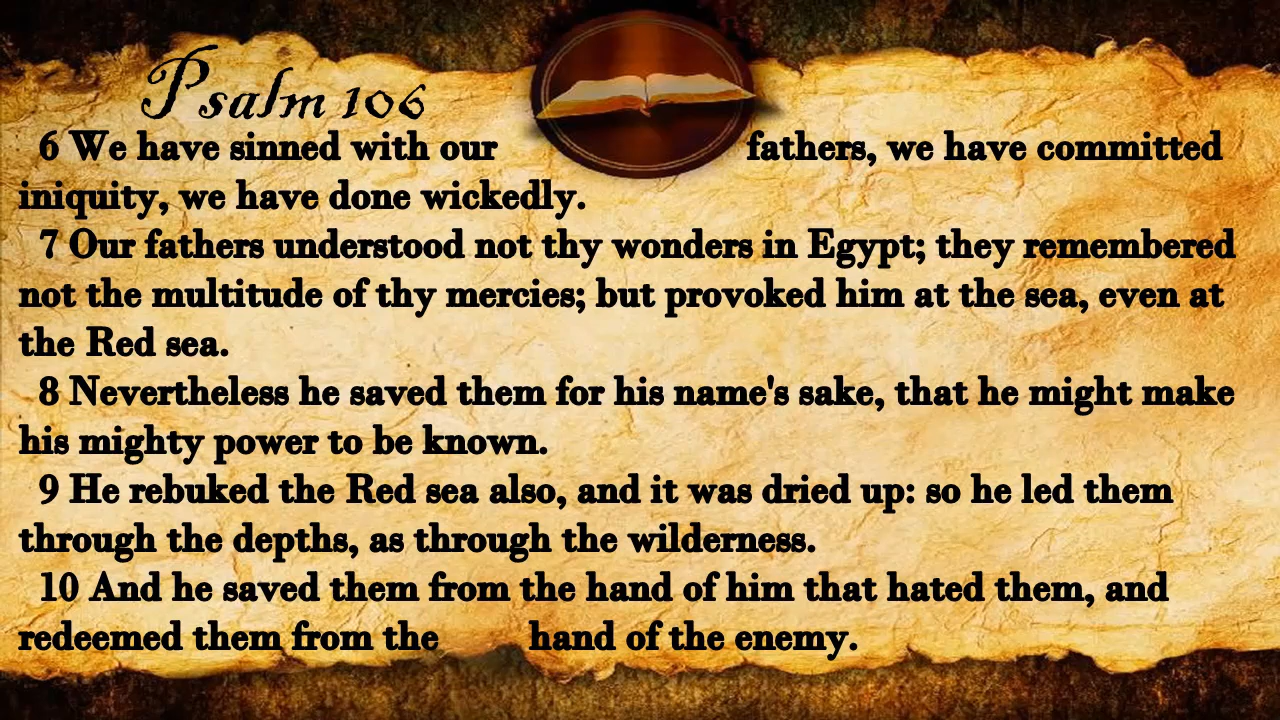 Psalm 106
6 We have sinned with our fathers, we have committed
iniquity, we have done wickedly.
7 Our fathers understood not thy wonders in Egypt; they remembered
not the multitude of thy mercies; but provoked him at the sea, even at
the Red sea.
8 Nevertheless he saved them for his name's sake, that he might make
his mighty power to be known.
9 He rebuked the Red sea also, and it was dried up: so he led them
through the depths, as through the wilderness.
10 And he saved them from the hand of him that hated them, and
redeemed them from the hand of the enemy.